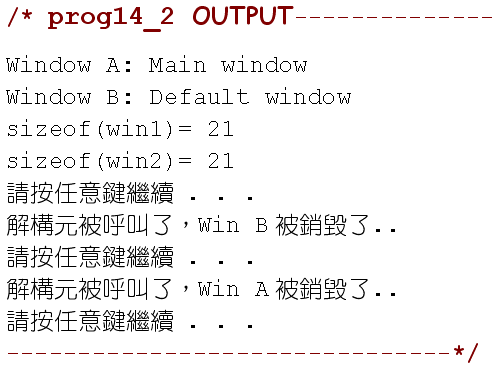 /* prog14_2 OUTPUT--------------
Window A: Main window
Window B: Default window
sizeof(win1)= 21
sizeof(win2)= 21
請按任意鍵繼續 . . .
解構元被呼叫了，Win B 被銷毀了..
請按任意鍵繼續 . . .
解構元被呼叫了，Win A 被銷毀了..
請按任意鍵繼續 . . .
-------------------------------*/